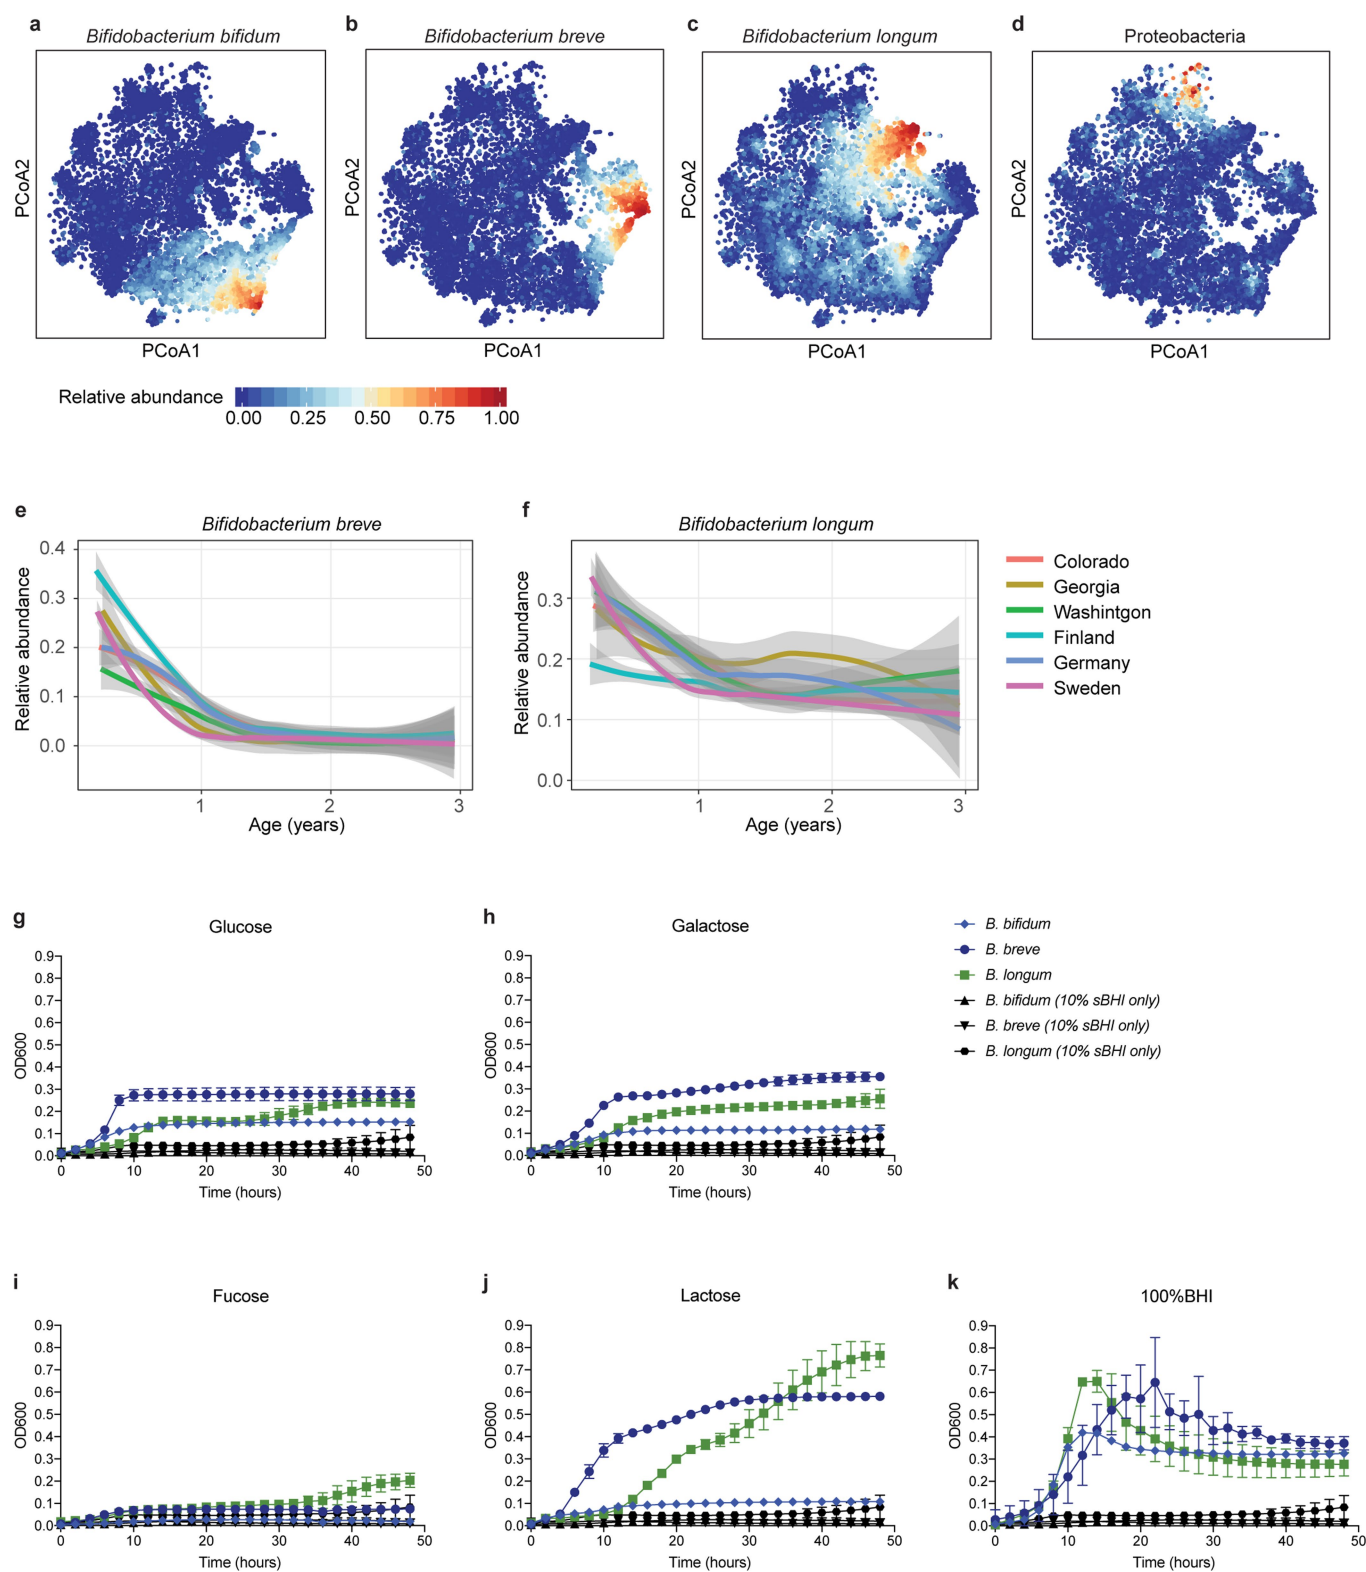 a
Bifidobacterium bifidum
PCoA2
PCoA1
b
Bifidobacterium breve
PCoA2
PCoA1
c
Bifidobacterium longum
PCoA2
PCoA1
d
Proteobacteria
PCoA2
PCoA1
Relative abundance
0.00 0.25 0.50 0.75 1.00
e
Bifidobacterium breve
Relative abundance
0.4
0.3
0.2
0.1
0.0
1 2 3
Age (years)
f
Bifidobacterium longum
Relative abundance
0.3
0.2
0.1
0.0
1 2 3
Age (years)
Colorado
Georgia
Washintgon
Finland
Germany
Sweden
g
Glucose
OD600
0.9
0.8
0.7
0.6
0.5
0.4
0.3
0.2
0.1
0.0
0 10 20 30 40 50
Time (hours)
h
Galactose
OD600
0.9
0.8
0.7
0.6
0.5
0.4
0.3
0.2
0.1
0.0
0 10 20 30 40 50
Time (hours)
B. bifidum
B. breve
B. longum
B. bifidum (10% sBHI only)
B. breve (10% sBHI only)
B. longum (10% sBHI only)
i
Fucose
OD600
0.9
0.8
0.7
0.6
0.5
0.4
0.3
0.2
0.1
0.0
0 10 20 30 40 50
Time (hours)
j
Lactose
OD600
0.9
0.8
0.7
0.6
0.5
0.4
0.3
0.2
0.1
0.0
0 10 20 30 40 50
Time (hours)
k
100%BHI
OD600
0.9
0.8
0.7
0.6
0.5
0.4
0.3
0.2
0.1
0.0
0 10 20 30 40 50
Time (hours)